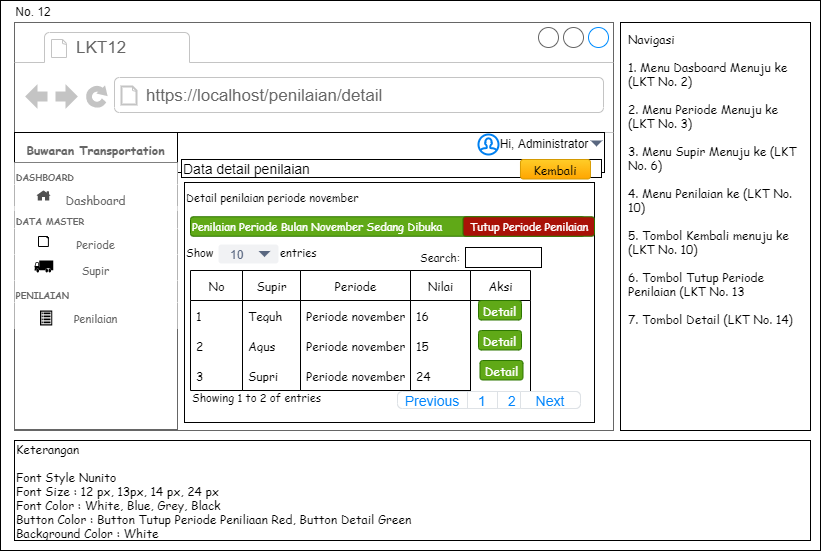 No. 12
LKT12
https://localhost/penilaian/detail
Buwaran Transportation
Hi, Administrator
DASHBOARD
Dashboard
DATA MASTER
Periode
Supir
PENILAIAN
Penilaian
Data detail penilaian
Kembali
Detail penilaian periode november
Penilaian Periode Bulan November Sedang Dibuka
Tutup Periode Penilaian
Show 10 entries
Search:
No Supir Periode Nilai Aksi
1 Teguh Periode november 16 Detail
2 Agus Periode november 15 Detail
3 Supri Periode november 24 Detail
Showing 1 to 2 of entries
Previous 1 2 Next
Navigasi
1. Menu Dasboard Menuju ke
(LKT No. 2)
2. Menu Periode Menuju ke
(LKT No. 3)
3. Menu Supir Menuju ke (LKT
No. 6)
4. Menu Penilaian ke (LKT No.
10)
5. Tombol Kembali menuju ke
(LKT No. 10)
6. Tombol Tutup Periode
Penilaian (LKT No. 13
7. Tombol Detail (LKT No. 14)
Keterangan
Font Style Nunito
Font Size : 12 px, 13px, 14 px, 24 px
Font Color : White, Blue, Grey, Black
Button Color : Button Tutup Periode Peniliaan Red, Button Detail Green
Background Color : White